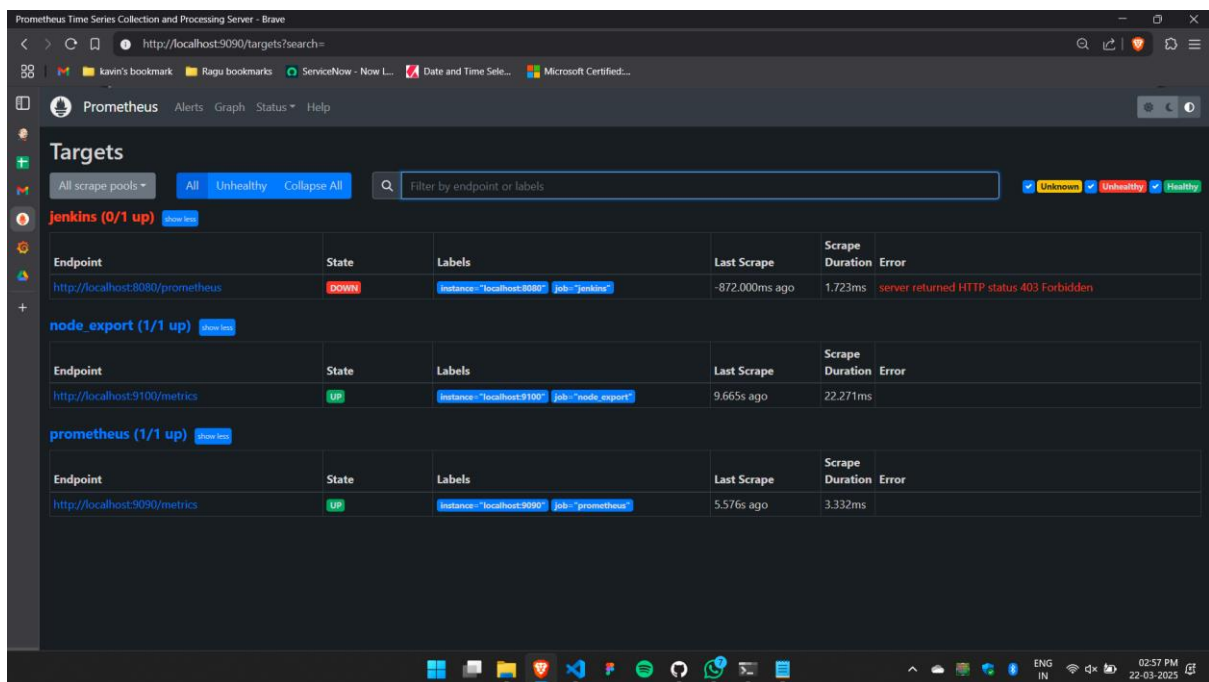 Prometheus Time Series Collection and Processing Server - Brave
http://localhost:9090/targets?search=
kavin's bookmark Ragu bookmarks ServiceNow - Now L... Date and Time Sele... Microsoft Certified:...
Prometheus Alerts Graph Status Help
Targets
All scrape pools All Unhealthy Collapse All Filter by endpoint or labels Unknown Unhealthy Healthy
jenkins (0/1 up) show less
Endpoint State Labels Last Scrape Scrape Duration Error
http://localhost:8080/prometheus DOWN instance="localhost:8080" job="jenkins" -872.000ms ago 1.723ms server returned HTTP status 403 Forbidden
node_export (1/1 up) show less
Endpoint State Labels Last Scrape Scrape Duration Error
http://localhost:9100/metrics UP instance="localhost:9100" job="node_export" 9.665s ago 22.271ms
prometheus (1/1 up) show less
Endpoint State Labels Last Scrape Scrape Duration Error
http://localhost:9090/metrics UP instance="localhost:9090" job="prometheus" 5.576s ago 3.332ms
ENG 02:57 PM
IN 22-03-2025